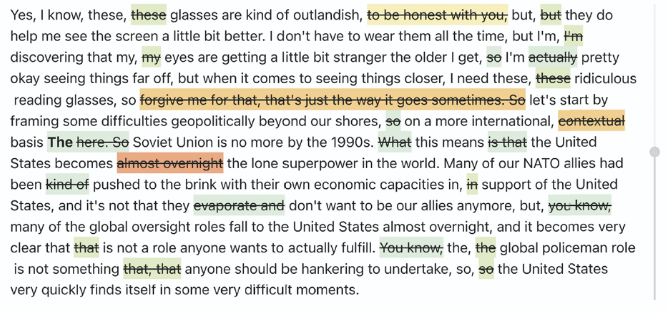 Yes, I know, these, these glasses are kind of outlandish, to be honest with you, but, but they do
help me see the screen a little bit better. I don't have to wear them all the time, but I'm, I'm
discovering that my, my eyes are getting a little bit stranger the older I get, so I'm actually pretty
okay seeing things far off, but when it comes to seeing things closer, I need these, these ridiculous
reading glasses, so forgive me for that, that's just the way it goes sometimes. So let's start by
framing some difficulties geopolitically beyond our shores, so on a more international, contextual
basis The here. So Soviet Union is no more by the 1990s. What this means is that the United
States becomes almost overnight the lone superpower in the world. Many of our NATO allies had
been kind of pushed to the brink with their own economic capacities in, in support of the United
States, and it's not that they evaporate and don't want to be our allies anymore, but, you know,
many of the global oversight roles fall to the United States almost overnight, and it becomes very
clear that that is not a role anyone wants to actually fulfill. You know, the, the global policeman role
is not something that, that anyone should be hankering to undertake, so, so the United States
very quickly finds itself in some very difficult moments.